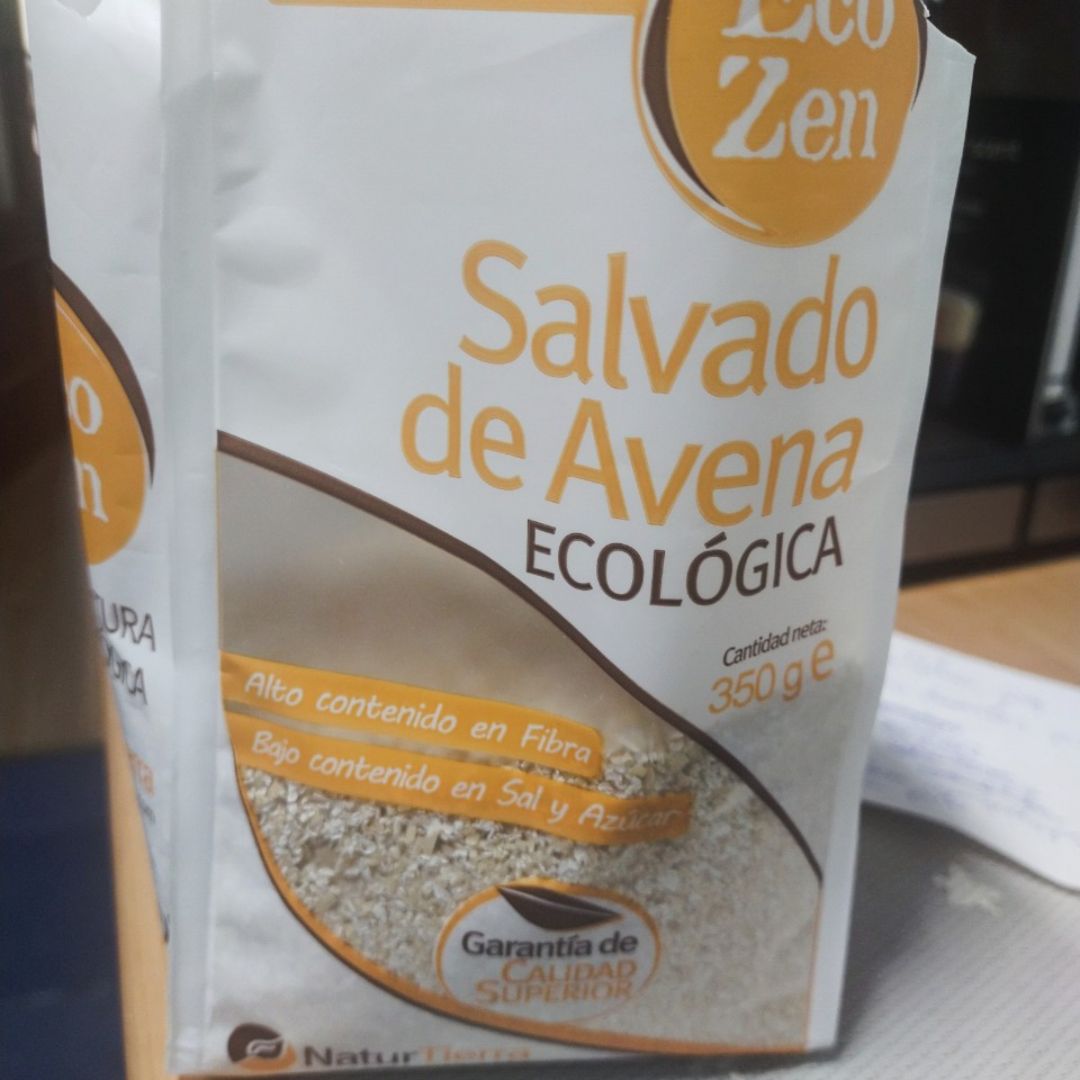 Eco
Zen
Salvado
de Avena
ECOLÓGICA
Cantidad neta:
350 g e
Alto contenido en Fibra
Bajo contenido en Sal y Azúcar
Garantía de
CALIDAD
SUPERIOR
NaturTierra